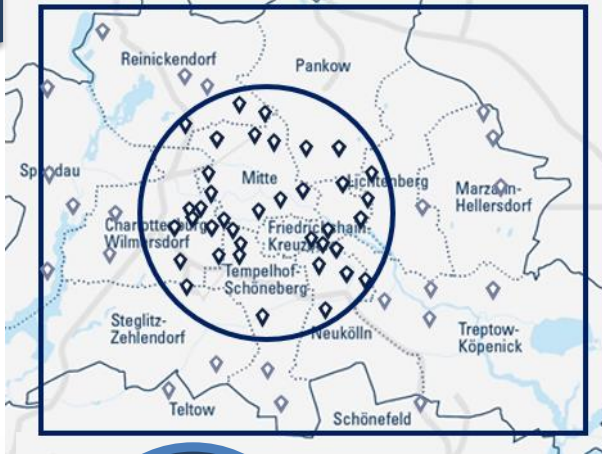 Reinickendorf
Pankow
Spandau
Mitte
Lichtenberg
Marzahn-
Hellersdorf
Charlottenburg
Wilmersdorf
Friedrichshain-
Kreuzberg
Tempelhof-
Schöneberg
Steglitz-
Zehlendorf
Neukölln
Treptow-
Köpenick
Teltow
Schönefeld